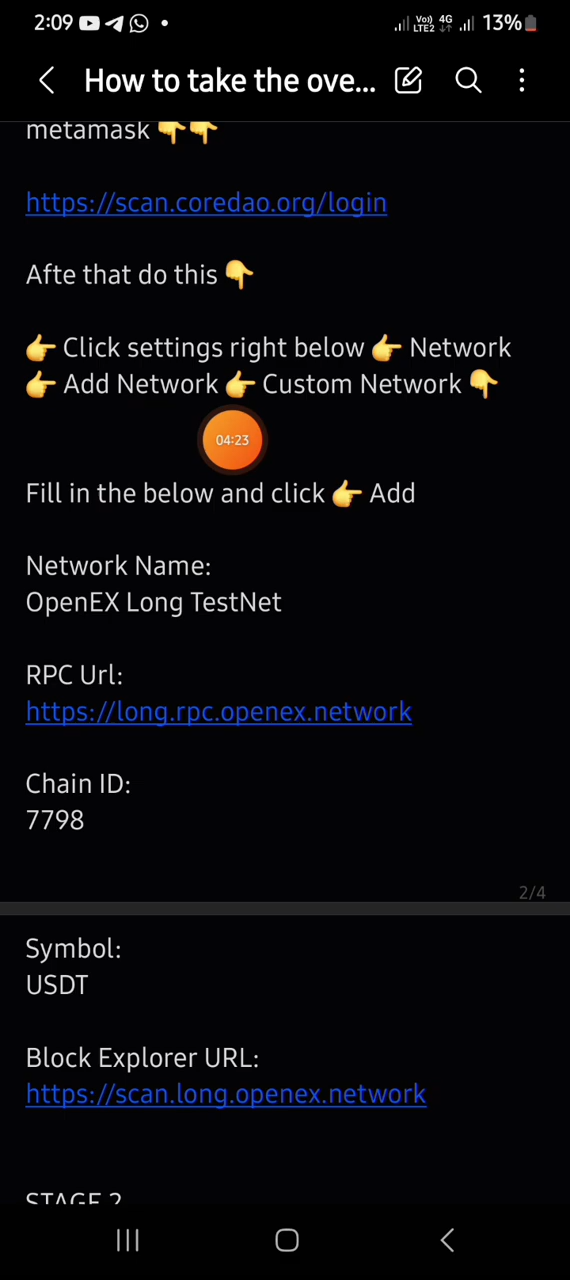 2:09 Vo) 4G LTE2 13%
How to take the ove...
metamask 👇👇
https://scan.coredao.org/login
Afte that do this 👇
👉 Click settings right below 👉 Network
👉 Add Network 👉 Custom Network 👇
04:23
Fill in the below and click 👉 Add
Network Name:
OpenEX Long TestNet
RPC Url:
https://long.rpc.openex.network
Chain ID:
7798
2/4
Symbol:
USDT
Block Explorer URL:
https://scan.long.openex.network
STAGE 2